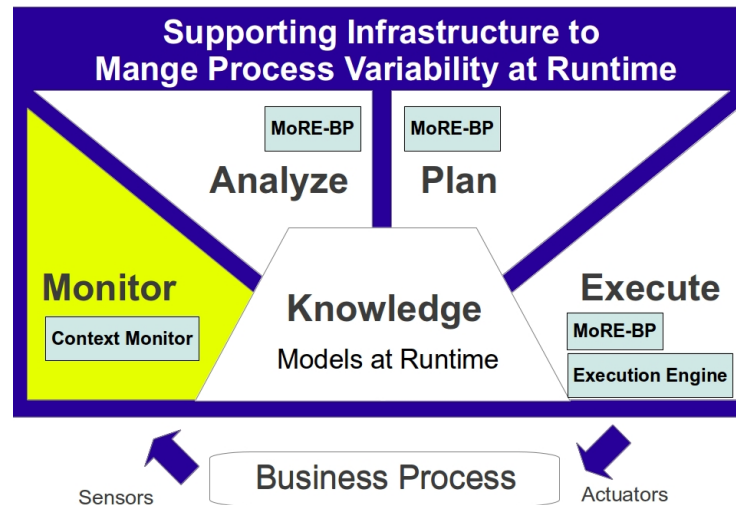 Supporting Infrastructure to
Mange Process Variability at Runtime
MoRE-BP
Analyze
MoRE-BP
Plan
Monitor
Context Monitor
Knowledge
Models at Runtime
Execute
MoRE-BP
Execution Engine
Sensors
Business Process
Actuators